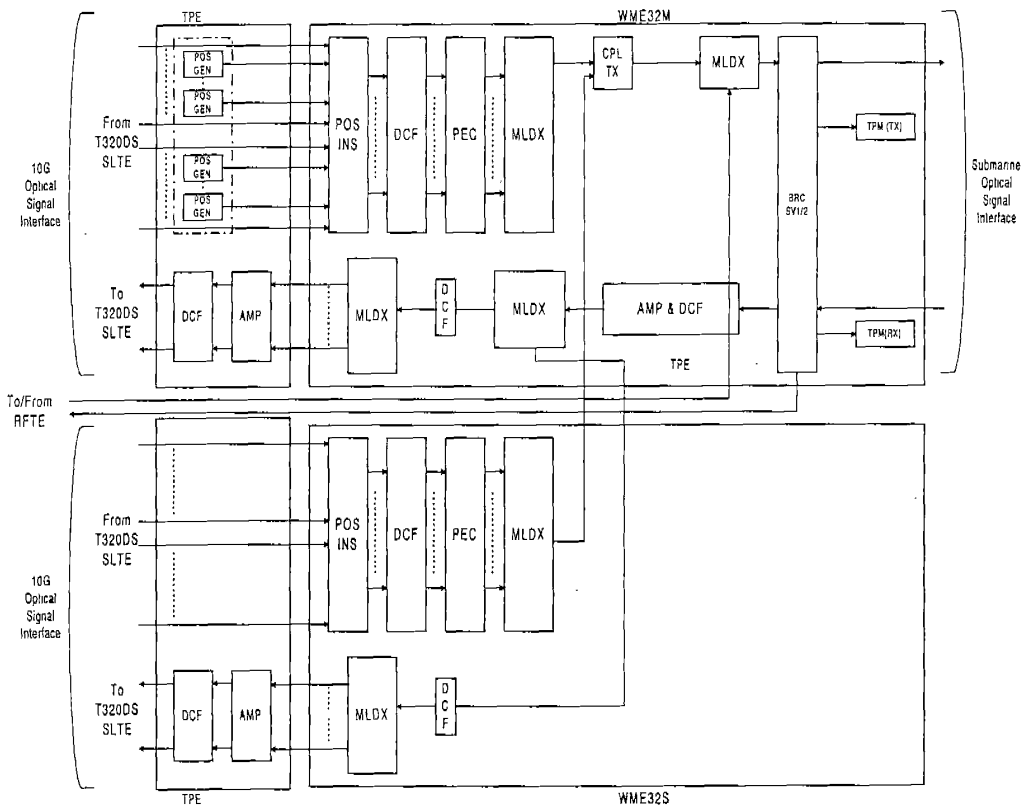 TPE
WME32M
POS
GEN
POS
GEN
POS
GEN
POS
GEN
From
T320DS
SLTE
10G
Optical
Signal
Interface
POS
INS
DCF
PEC
MLDX
CPL
TX
MLDX
BRC
SV1/2
TPM (TX)
Submarine
Optical
Signal
Interface
To
T320DS
SLTE
DCF
AMP
MLDX
D
C
F
MLDX
AMP & DCF
TPM(RX)
TPE
To/From
RFTE
From
T320DS
SLTE
10G
Optical
Signal
Interface
POS
INS
DCF
PEC
MLDX
To
T320DS
SLTE
DCF
AMP
MLDX
D
C
F
TPE
WME32S